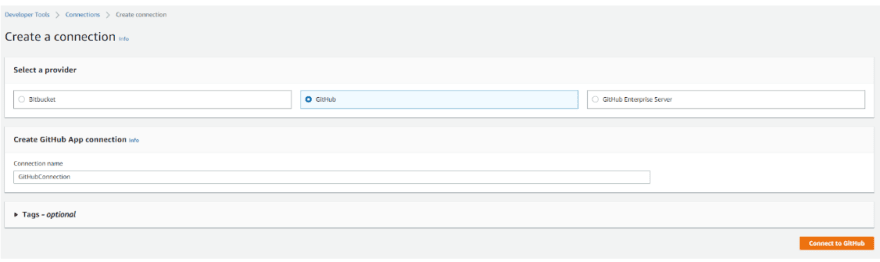 Developer Tools > Connections > Create connection
Create a connection Info
Select a provider
Bitbucket GitHub GitHub Enterprise Server
Create GitHub App connection Info
Connection name
GitHubConnection
Tags - optional
Connect to GitHub